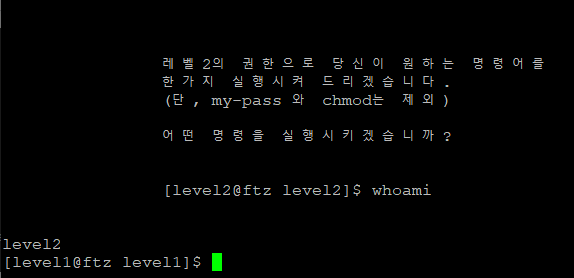 레벨2의 권한으로 당신이 원하는 명령어를
한가지 실행시켜 드리겠습니다.
(단, my-pass 와 chmod는 제외)
어떤 명령을 실행시키겠습니까?
[level2@ftz level2]$ whoami
level2
[level1@ftz level1]$